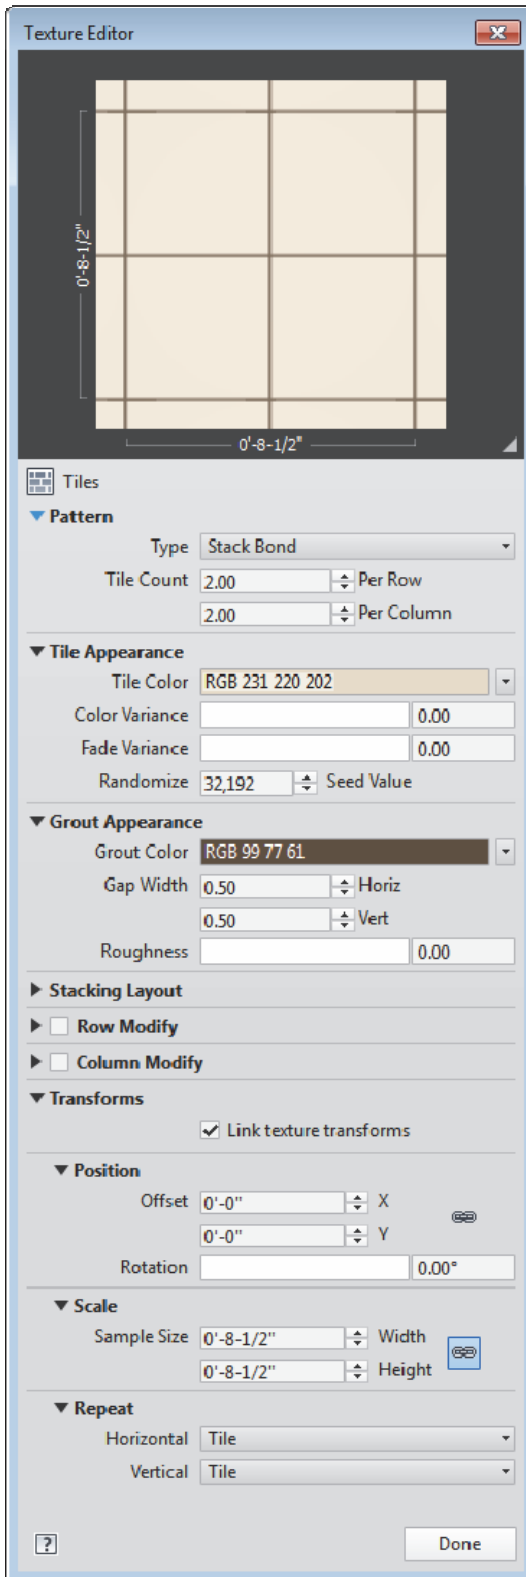 Texture Editor
0'-8-1/2"
0'-8-1/2"
Tiles
Pattern
Type Stack Bond
Tile Count 2.00 Per Row
2.00 Per Column
Tile Appearance
Tile Color RGB 231 220 202
Color Variance 0.00
Fade Variance 0.00
Randomize 32,192 Seed Value
Grout Appearance
Grout Color RGB 99 77 61
Gap Width 0.50 Horiz
0.50 Vert
Roughness 0.00
Stacking Layout
Row Modify
Column Modify
Transforms
Link texture transforms
Position
Offset 0'-0" X
0'-0" Y
Rotation 0.00°
Scale
Sample Size 0'-8-1/2" Width
0'-8-1/2" Height
Repeat
Horizontal Tile
Vertical Tile
? Done